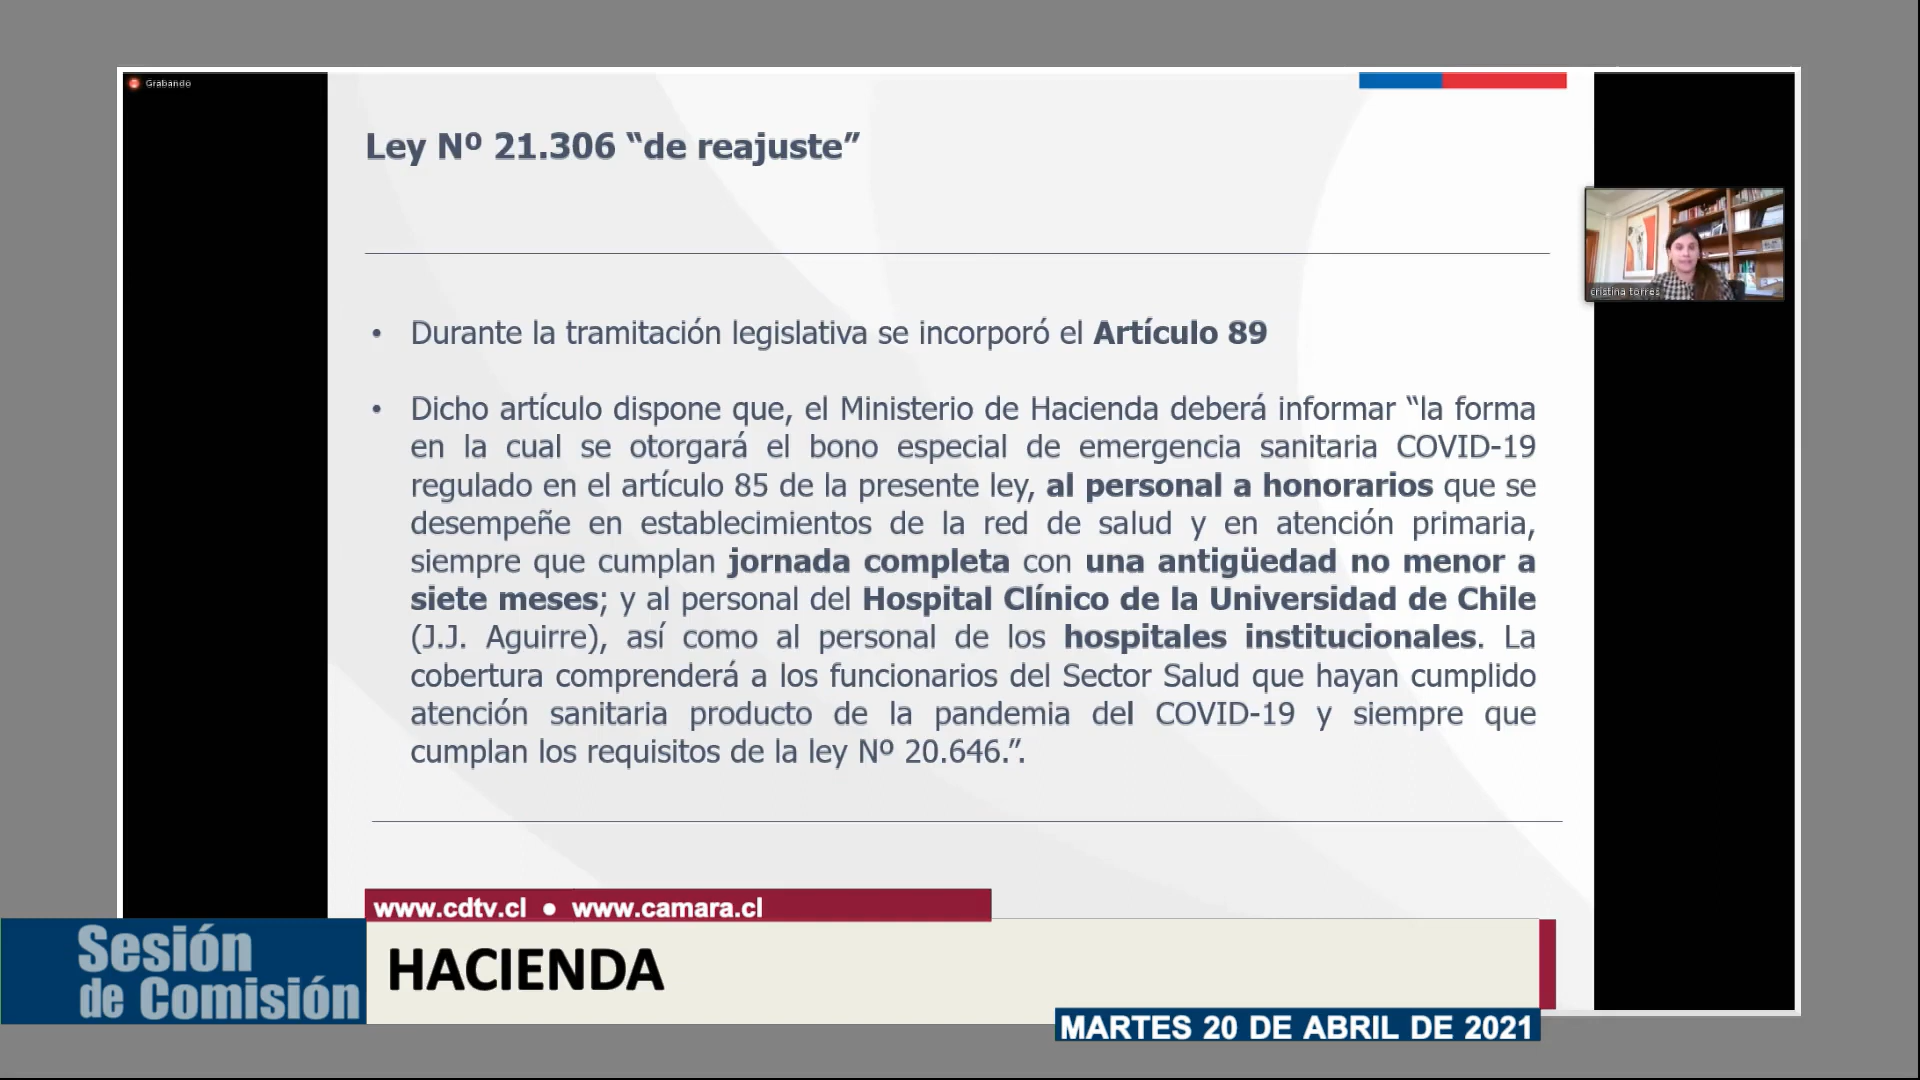 Grabando
Ley Nº 21.306 “de reajuste”
cristina torres
• Durante la tramitación legislativa se incorporó el Artículo 89
• Dicho artículo dispone que, el Ministerio de Hacienda deberá informar “la forma
en la cual se otorgará el bono especial de emergencia sanitaria COVID-19
regulado en el artículo 85 de la presente ley, al personal a honorarios que se
desempeñe en establecimientos de la red de salud y en atención primaria,
siempre que cumplan jornada completa con una antigüedad no menor a
siete meses; y al personal del Hospital Clínico de la Universidad de Chile
(J.J. Aguirre), así como al personal de los hospitales institucionales. La
cobertura comprenderá a los funcionarios del Sector Salud que hayan cumplido
atención sanitaria producto de la pandemia del COVID-19 y siempre que
cumplan los requisitos de la ley Nº 20.646.”.
www.cdtv.cl ● www.camara.cl
Sesión
de Comisión
HACIENDA
MARTES 20 DE ABRIL DE 2021